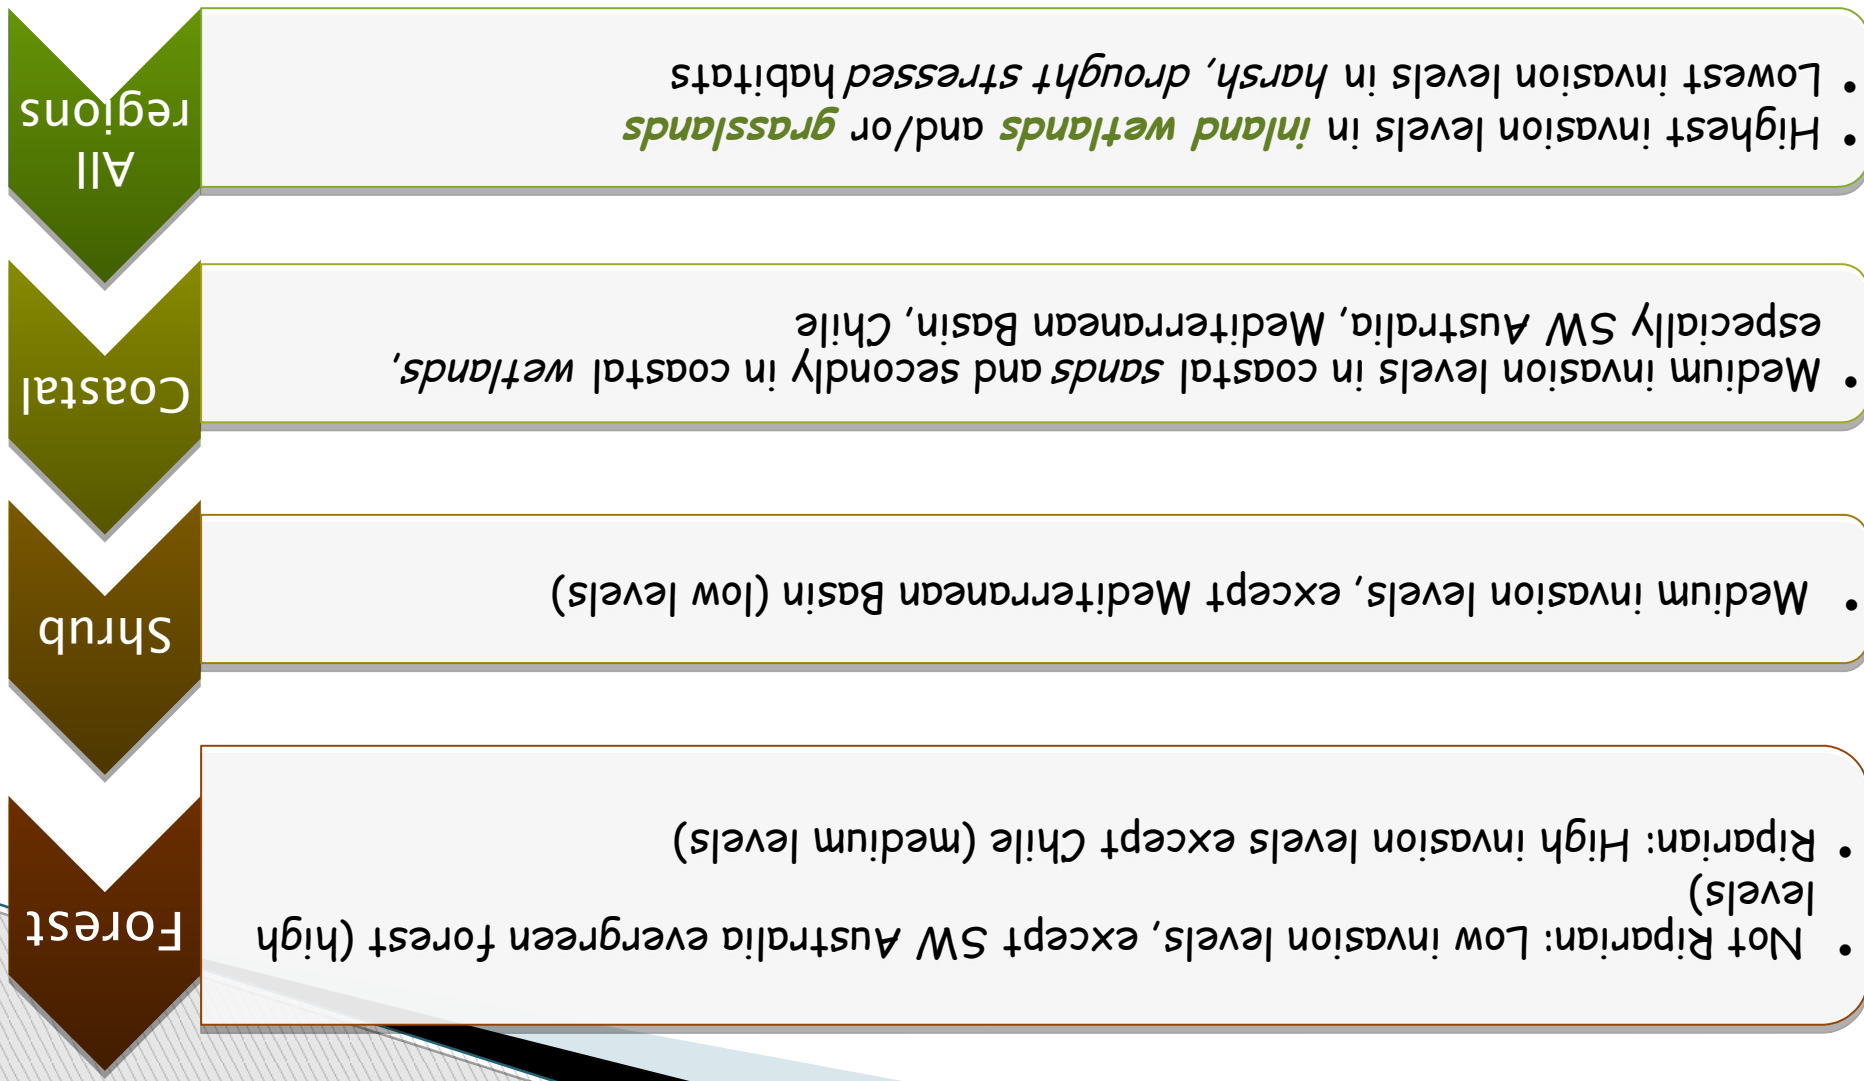 Forest
• Not Riparian: Low invasion levels, except SW Australia evergreen forest (high
levels)
• Riparian: High invasion levels except Chile (medium levels)
Shrub
• Medium invasion levels, except Mediterranean Basin (low levels)
Coastal
• Medium invasion levels in coastal sands and secondly in coastal wetlands,
especially SW Australia, Mediterranean Basin, Chile
All
regions
• Highest invasion levels in inland wetlands and/or grasslands
• Lowest invasion levels in harsh, drought stressed habitats